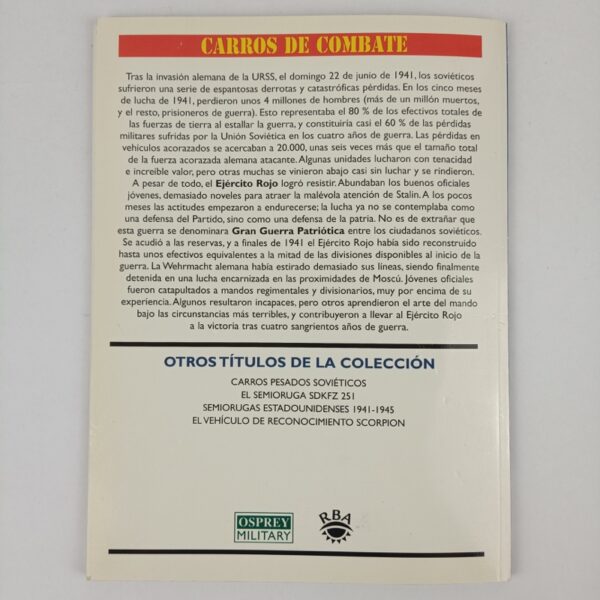 CARROS DE COMBATE
Tras la invasión alemana de la URSS, el domingo 22 de junio de 1941, los soviéticos
sufrieron una serie de espantosas derrotas y catastróficas pérdidas. En los cinco meses
de lucha de 1941, perdieron unos 4 millones de hombres (más de un millón muertos,
y el resto, prisioneros de guerra). Esto representaba el 80 % de los efectivos totales de
las fuerzas de tierra al estallar la guerra, y constituiría casi el 60 % de las pérdidas
militares sufridas por la Unión Soviética en los cuatro años de guerra. Las pérdidas en
vehículos acorazados se acercaban a 20.000, unas seis veces más que el tamaño total
de la fuerza acorazada alemana atacante. Algunas unidades lucharon con tenacidad
e increíble valor, pero otras muchas se vinieron abajo casi sin luchar y se rindieron.
A pesar de todo, el Ejército Rojo logró resistir. Abundaban los buenos oficiales
jóvenes, demasiado noveles para atraer la malévola atención de Stalin. A los pocos
meses las actitudes empezaron a endurecerse; la lucha ya no se contemplaba como
una defensa del Partido, sino como una defensa de la patria. No es de extrañar que
esta guerra se denominara Gran Guerra Patriótica entre los ciudadanos soviéticos.
Se acudió a las reservas, y a finales de 1941 el Ejército Rojo había sido reconstruido
hasta unos efectivos equivalentes a la mitad de las divisiones disponibles al inicio de la
guerra. La Wehrmacht alemana había estirado demasiado sus líneas, siendo finalmente
detenida en una lucha encarnizada en las proximidades de Moscú. Jóvenes oficiales
fueron catapultados a mandos regimentales y divisionarios, muy por encima de su
experiencia. Algunos resultaron incapaces, pero otros aprendieron el arte del mando
bajo las circunstancias más terribles, y contribuyeron a llevar al Ejército Rojo
a la victoria tras cuatro sangrientos años de guerra.
OTROS TÍTULOS DE LA COLECCIÓN
CARROS PESADOS SOVIÉTICOS
EL SEMIORUGA SDKFZ 251
SEMIORUGAS ESTADOUNIDENSES 1941-1945
EL VEHÍCULO DE RECONOCIMIENTO SCORPION
OSPREY
MILITARY
RBA